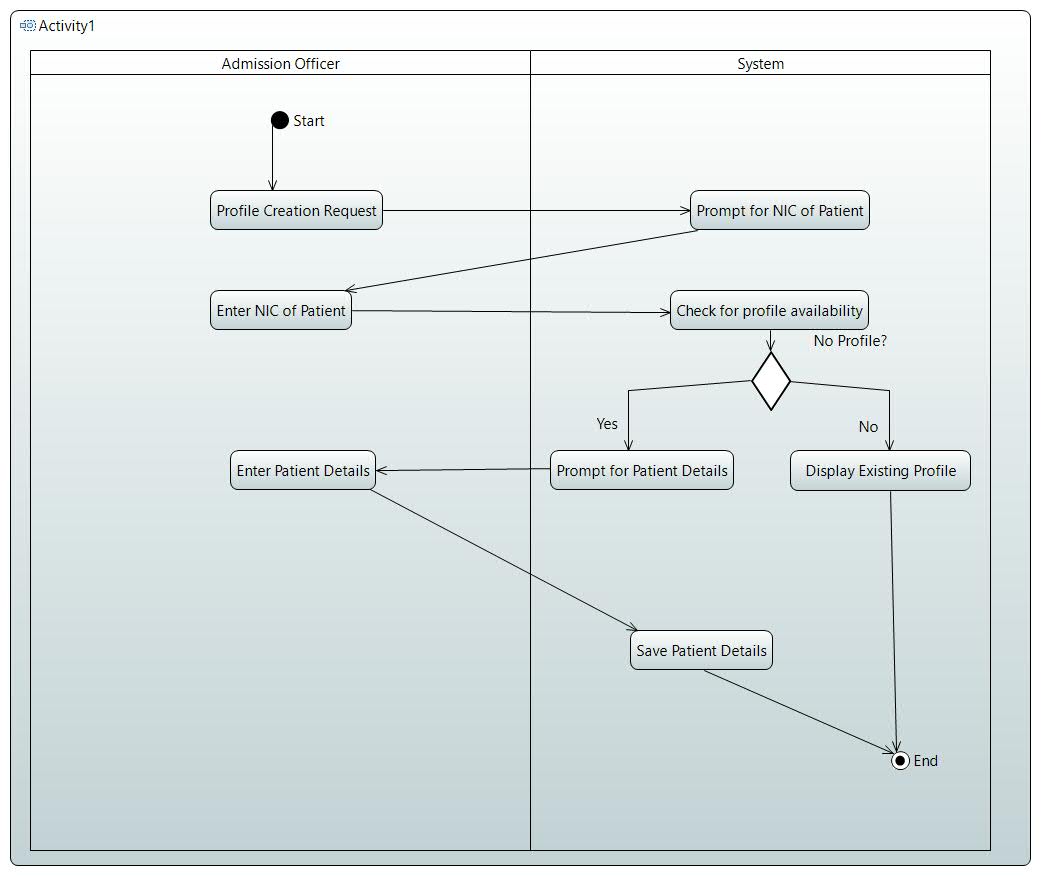 Activity1
Admission Officer
System
Start
Profile Creation Request
Prompt for NIC of Patient
Enter NIC of Patient
Check for profile availability
No Profile?
Yes
No
Enter Patient Details
Prompt for Patient Details
Display Existing Profile
Save Patient Details
End